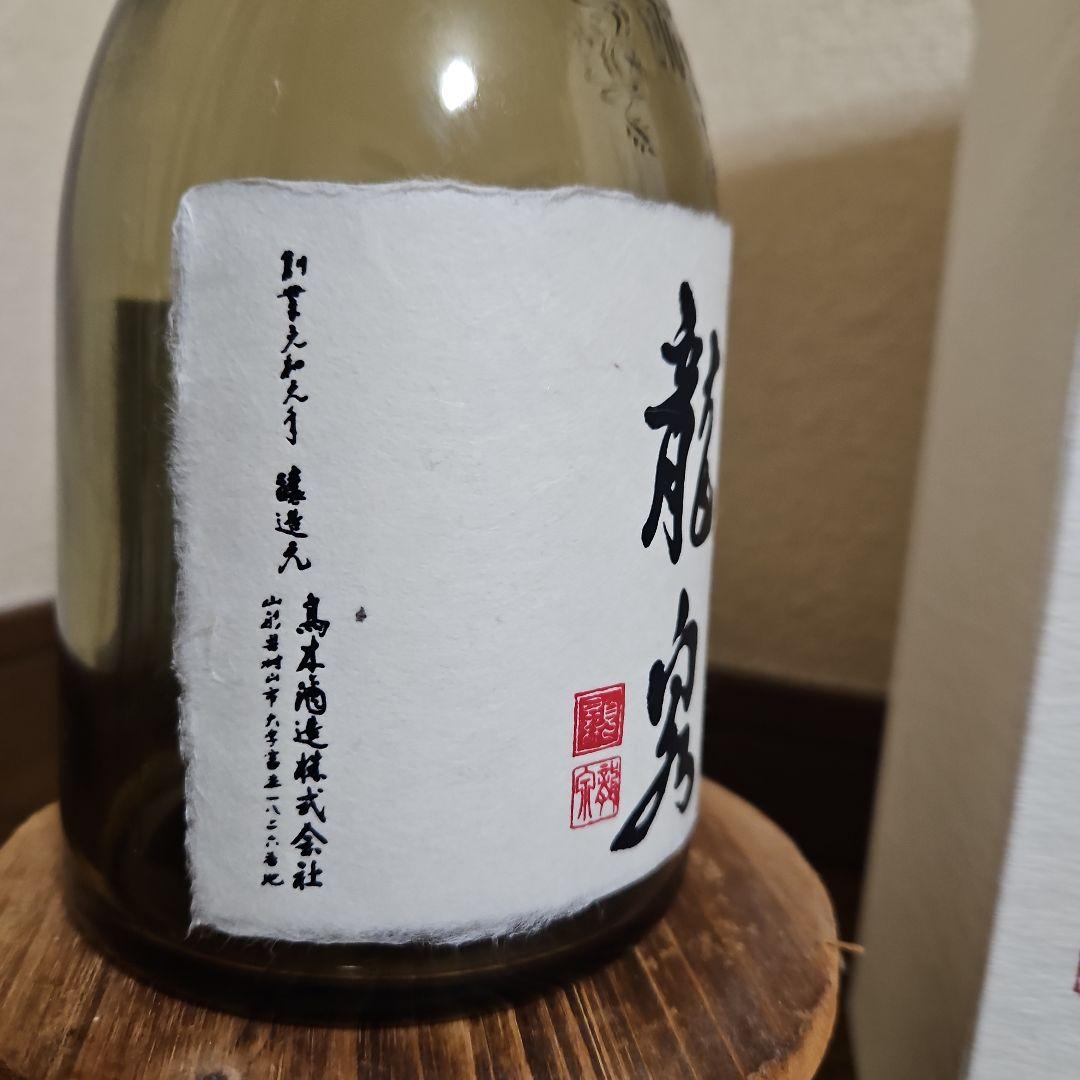 龍泉
創業元和元年 醸造元
高木酒造株式会社
山形県村山市大字富並一八二六番地